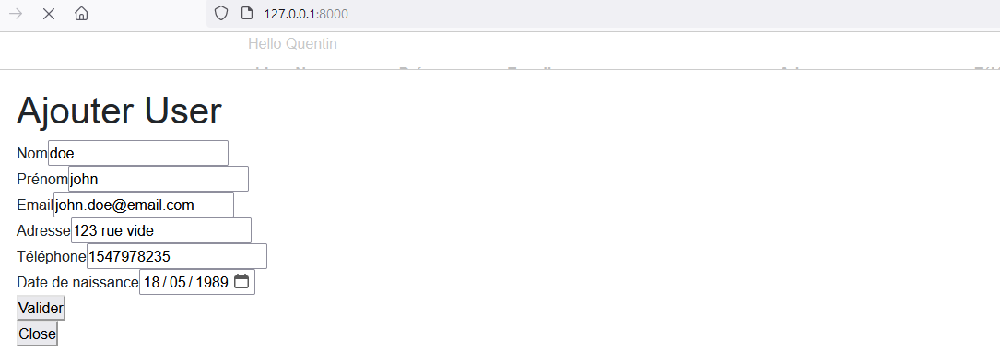 127.0.0.1:8000
Hello Quentin
Ajouter User
Nom doe
Prénom john
Email john.doe@email.com
Adresse 123 rue vide
Téléphone 1547978235
Date de naissance 18/05/1989
Valider
Close